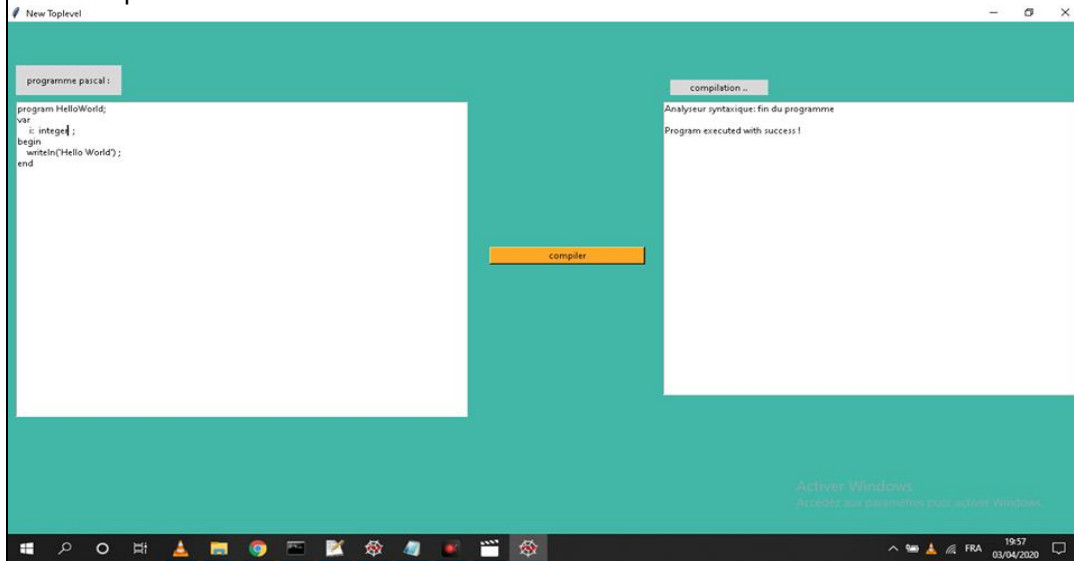 New Toplevel
programme pascal :
compilation ..
program HelloWorld;
var
i: integer ;
begin
writeln('Hello World') ;
end
Analyseur syntaxique: fin du programme
Program executed with success !
compiler
Activer Windows
Accédez aux paramètres pour activer Windows.
FRA
19:57
03/04/2020